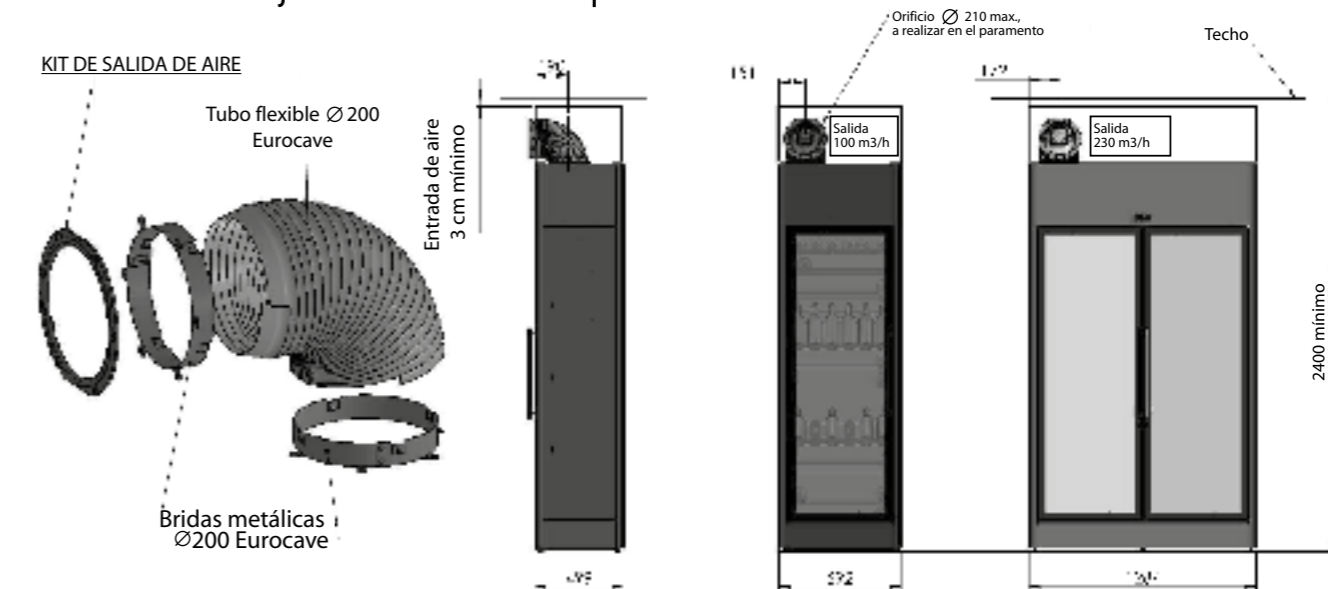 Orificio ∅ 210 max.,
a realizar en el paramento
Techo
KIT DE SALIDA DE AIRE
Tubo flexible ∅ 200
Eurocave
Entrada de aire
3 cm mínimo
Salida
100 m3/h
Salida
230 m3/h
2400 mínimo
Bridas metálicas
∅200 Eurocave